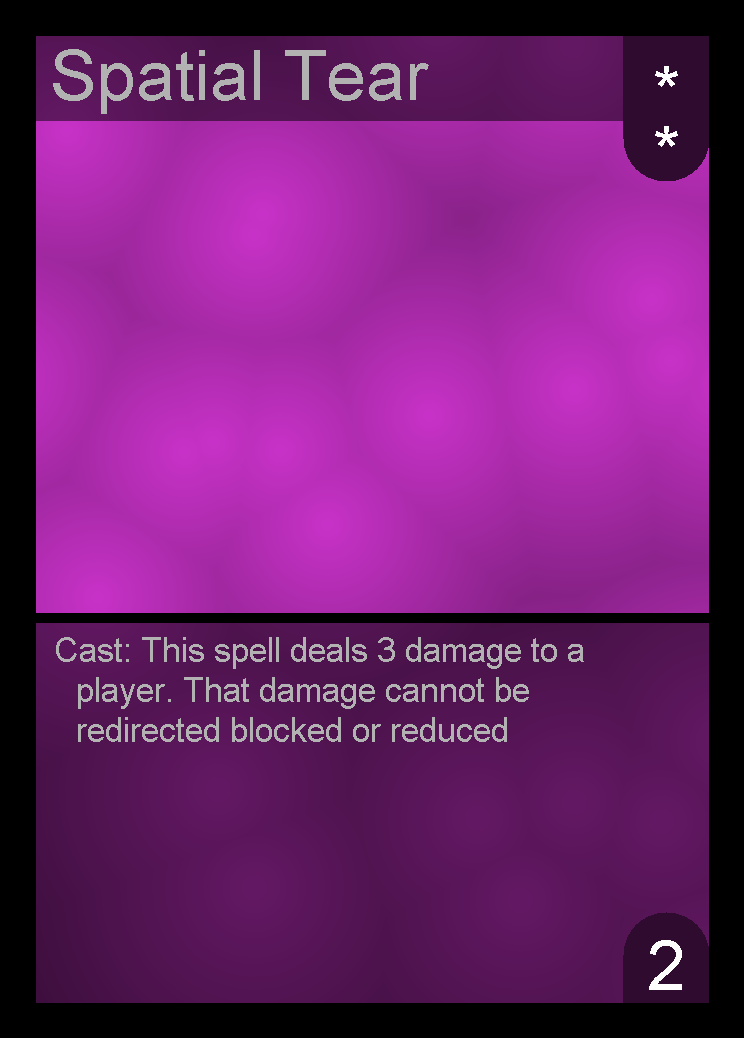 Spatial Tear
*
*
Cast: This spell deals 3 damage to a
player. That damage cannot be
redirected blocked or reduced
2